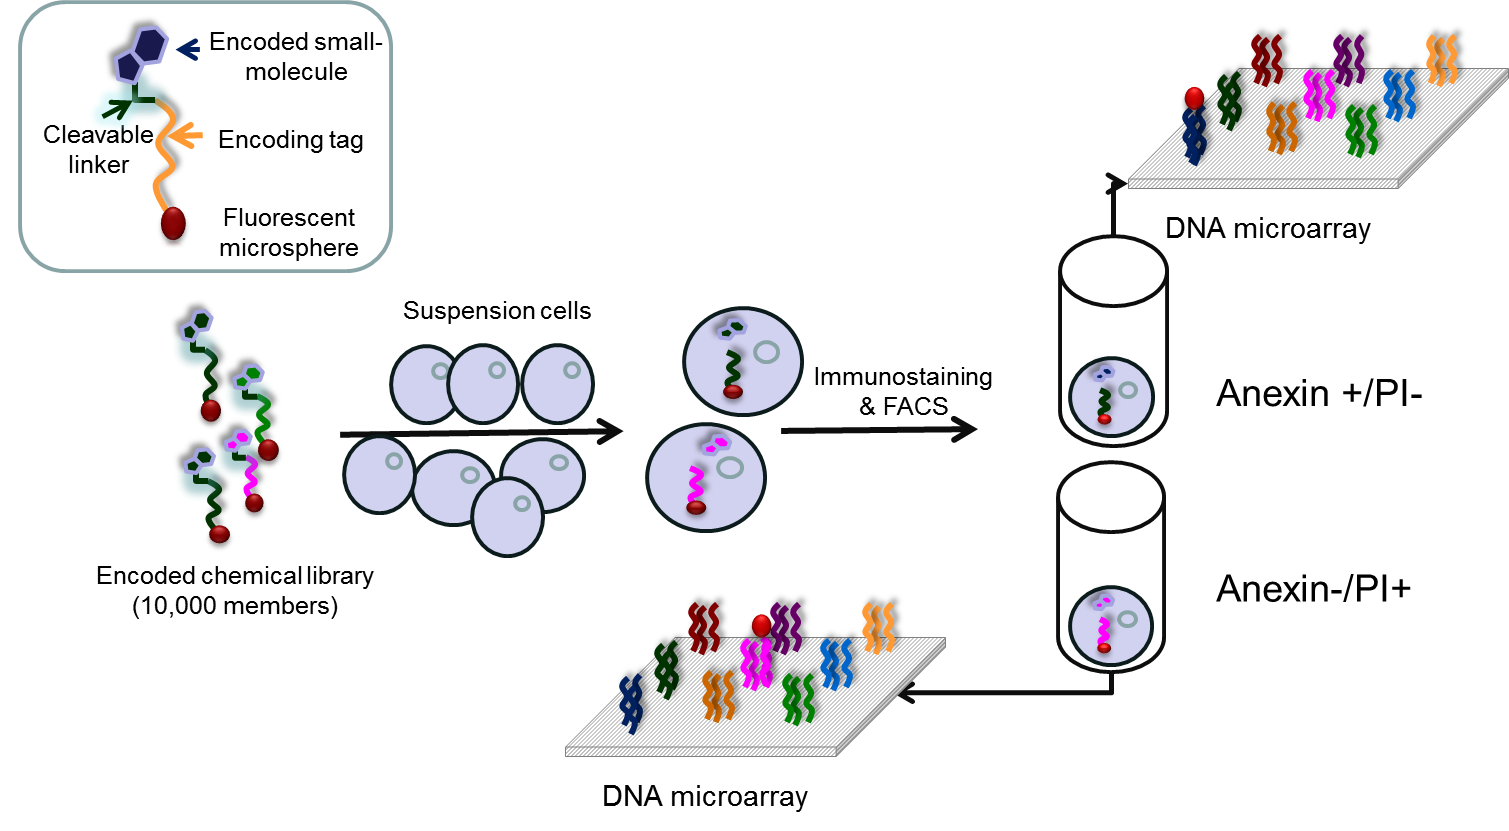 Encoded small-
molecule
Cleavable
linker
Encoding tag
Fluorescent
microsphere
DNA microarray
Suspension cells
Immunostaining
& FACS
Anexin +/PI-
Encoded chemical library
(10,000 members)
Anexin-/PI+
DNA microarray